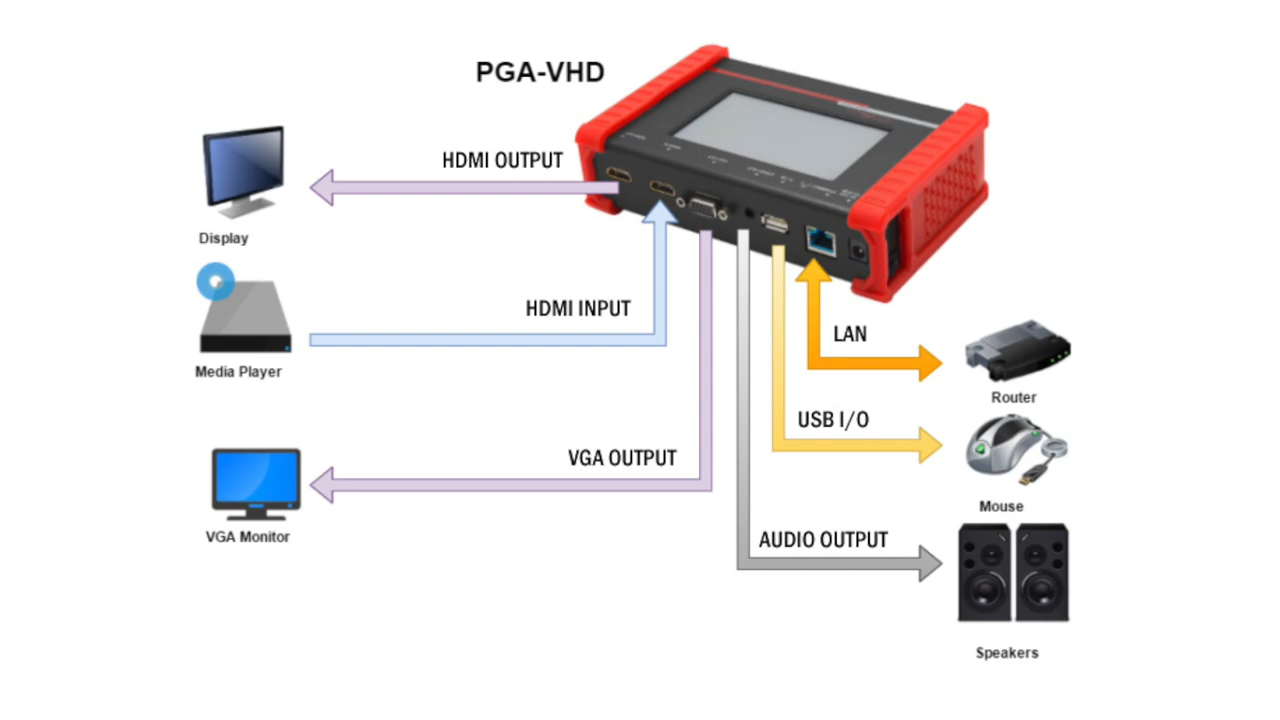 PGA-VHD
HDMI OUTPUT
Display
HDMI INPUT
Media Player
LAN
Router
USB I/O
VGA OUTPUT
Mouse
VGA Monitor
AUDIO OUTPUT
Speakers